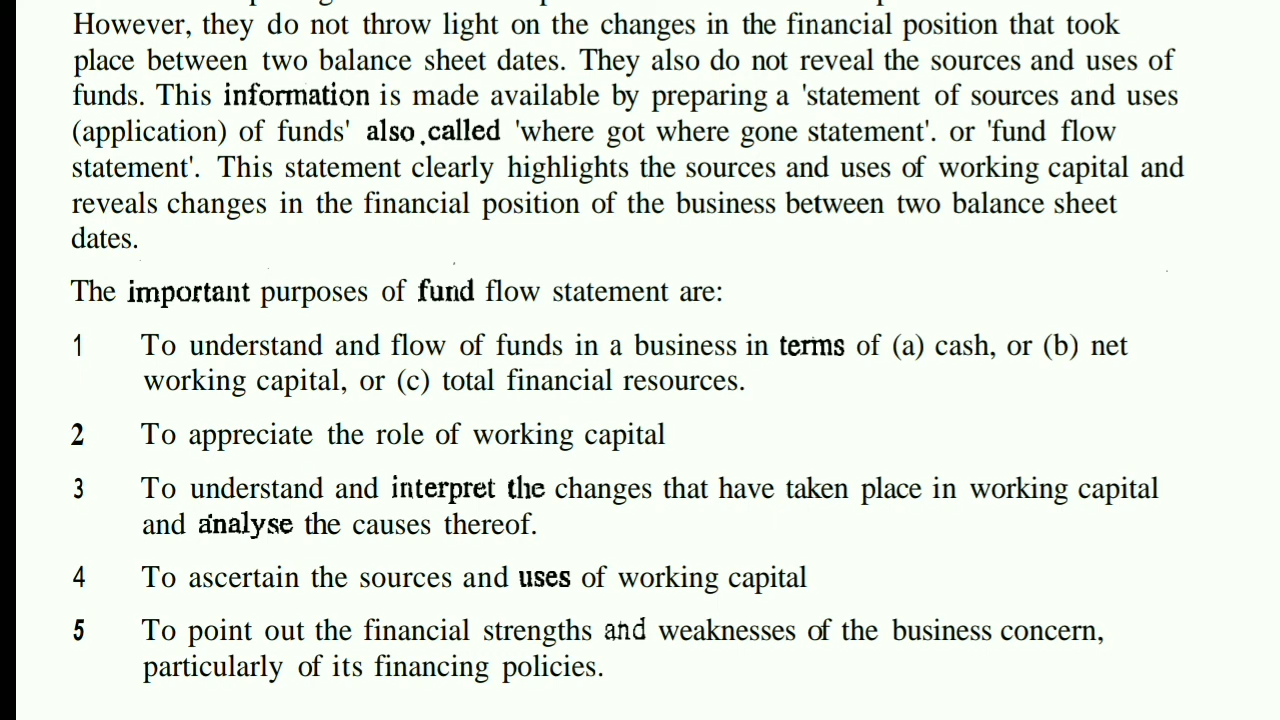 However, they do not throw light on the changes in the financial position that took
place between two balance sheet dates. They also do not reveal the sources and uses of
funds. This information is made available by preparing a 'statement of sources and uses
(application) of funds' also called 'where got where gone statement'. or 'fund flow
statement'. This statement clearly highlights the sources and uses of working capital and
reveals changes in the financial position of the business between two balance sheet
dates.
The important purposes of fund flow statement are:
1 To understand and flow of funds in a business in terms of (a) cash, or (b) net
working capital, or (c) total financial resources.
2 To appreciate the role of working capital
3 To understand and interpret the changes that have taken place in working capital
and analyse the causes thereof.
4 To ascertain the sources and uses of working capital
5 To point out the financial strengths and weaknesses of the business concern,
particularly of its financing policies.